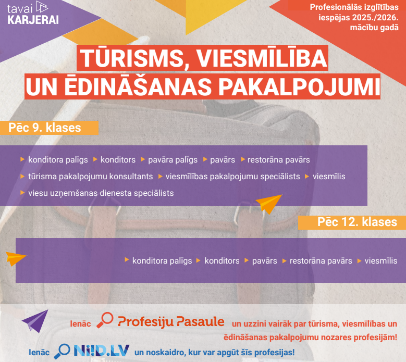 tavai
KARJERAI
Profesionālās izglītības
iespējas 2025./2026.
mācību gadā
TŪRISMS, VIESMĪLĪBA
UN ĒDINĀŠANAS PAKALPOJUMI
Pēc 9. klases
konditora palīgs konditors pavāra palīgs pavārs restorāna pavārs
tūrisma pakalpojumu konsultants viesmīlības pakalpojumu speciālists viesmīlis
viesu uzņemšanas dienesta speciālists
Pēc 12. klases
konditora palīgs konditors pavārs restorāna pavārs viesmīlis
Ienāc Profesiju Pasaule un uzzini vairāk par tūrisma, viesmīlības un
ēdināšanas pakalpojumu nozares profesijām!
Ienāc NIID.LV un noskaidro, kur var apgūt šīs profesijas!